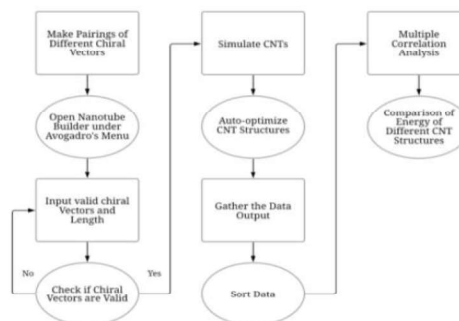 Make Pairings of
Different Chiral
Vectors
Open Nanotube
Builder under
Avogadro's Menu
Input valid chiral
Vectors and
Length
No
Yes
Check if Chiral
Vectors are Valid
Simulate CNTs
Auto-optimize
CNT Structures
Gather the Data
Output
Sort Data
Multiple
Correlation
Analysis
Comparison of
Energy of
Different CNT
Structures